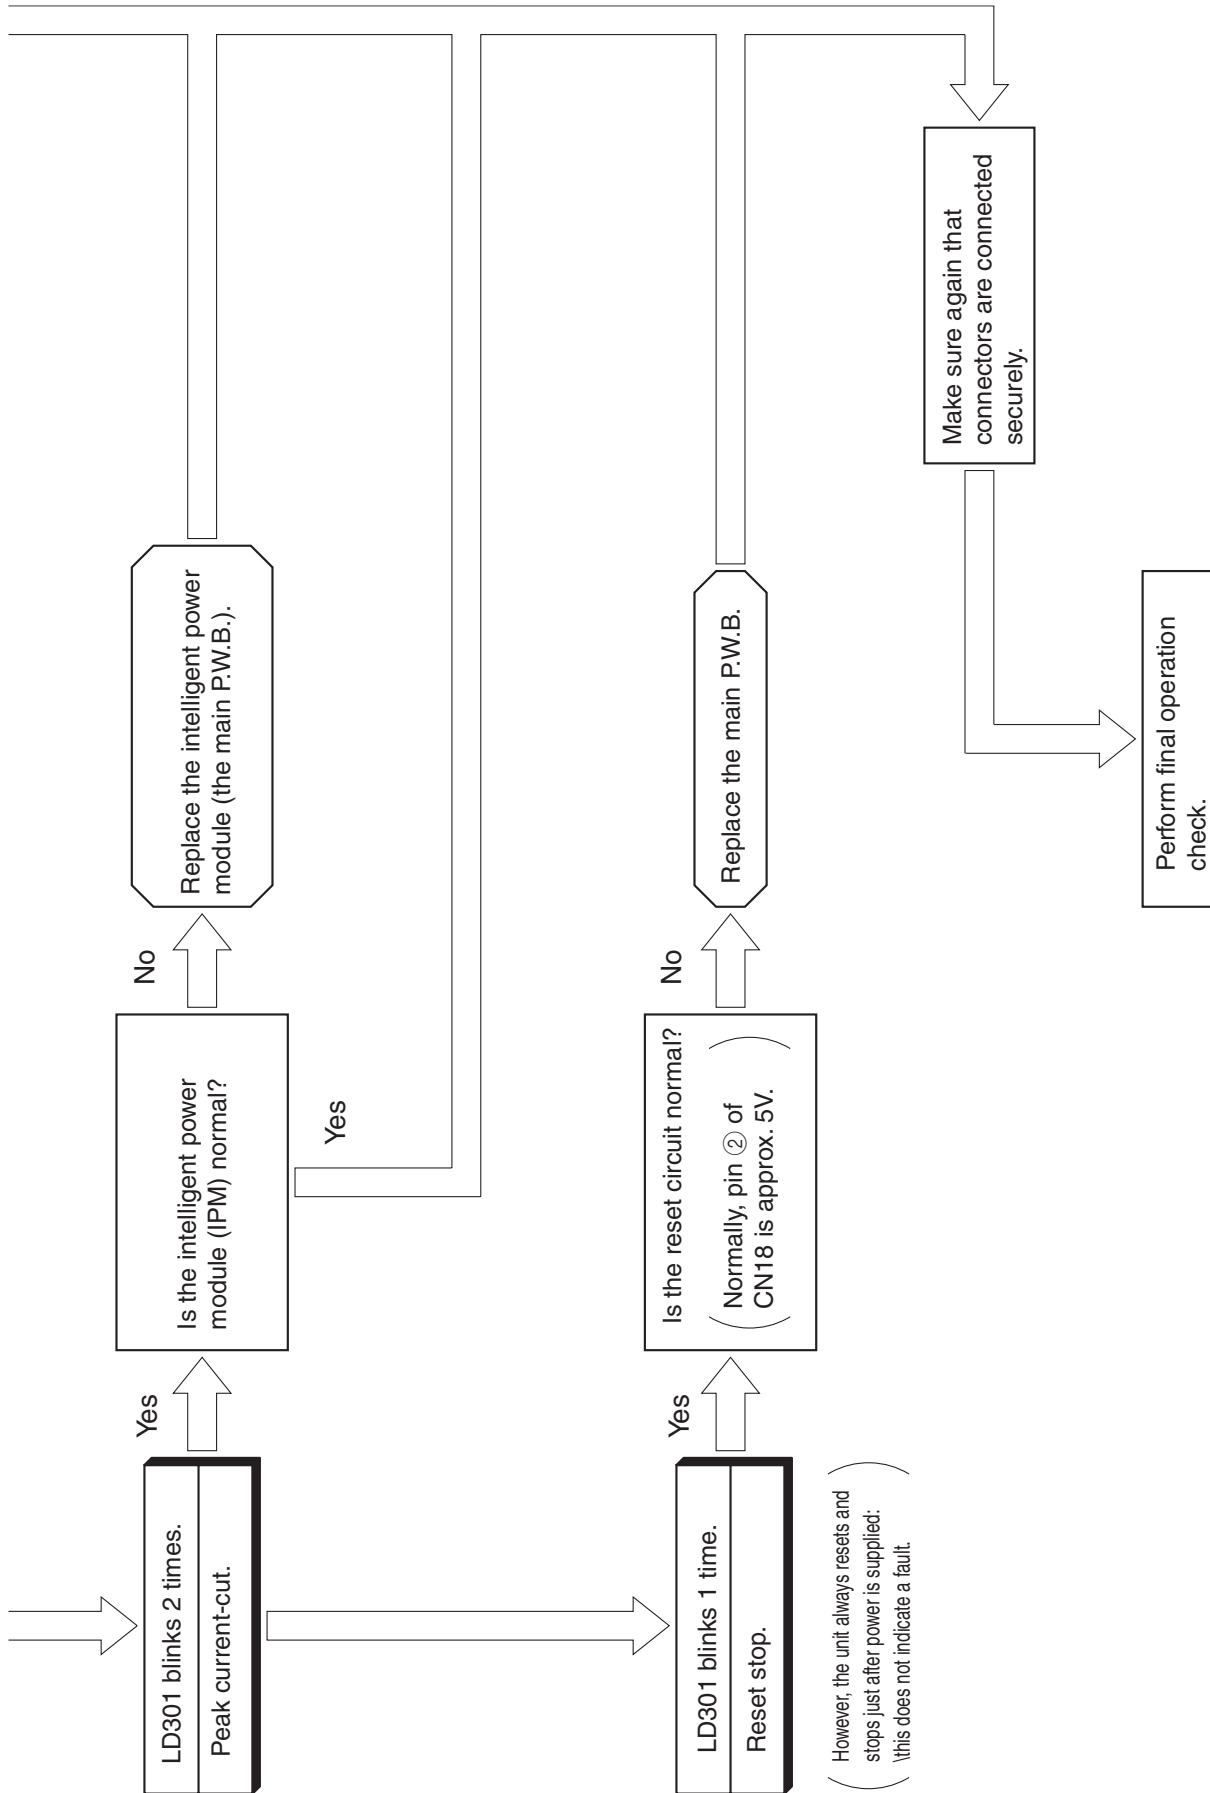 LD301 blinks 2 times.
Peak current-cut.
Yes
Is the intelligent power
module (IPM) normal?
No
Replace the intelligent power
module (the main P.W.B.).
Yes
LD301 blinks 1 time.
Reset stop.
However, the unit always resets and
stops just after power is supplied:
\this does not indicate a fault.
Yes
Is the reset circuit normal?
Normally, pin ② of
CN18 is approx. 5V.
No
Replace the main P.W.B.
Make sure again that
connectors are connected
securely.
Perform final operation
check.